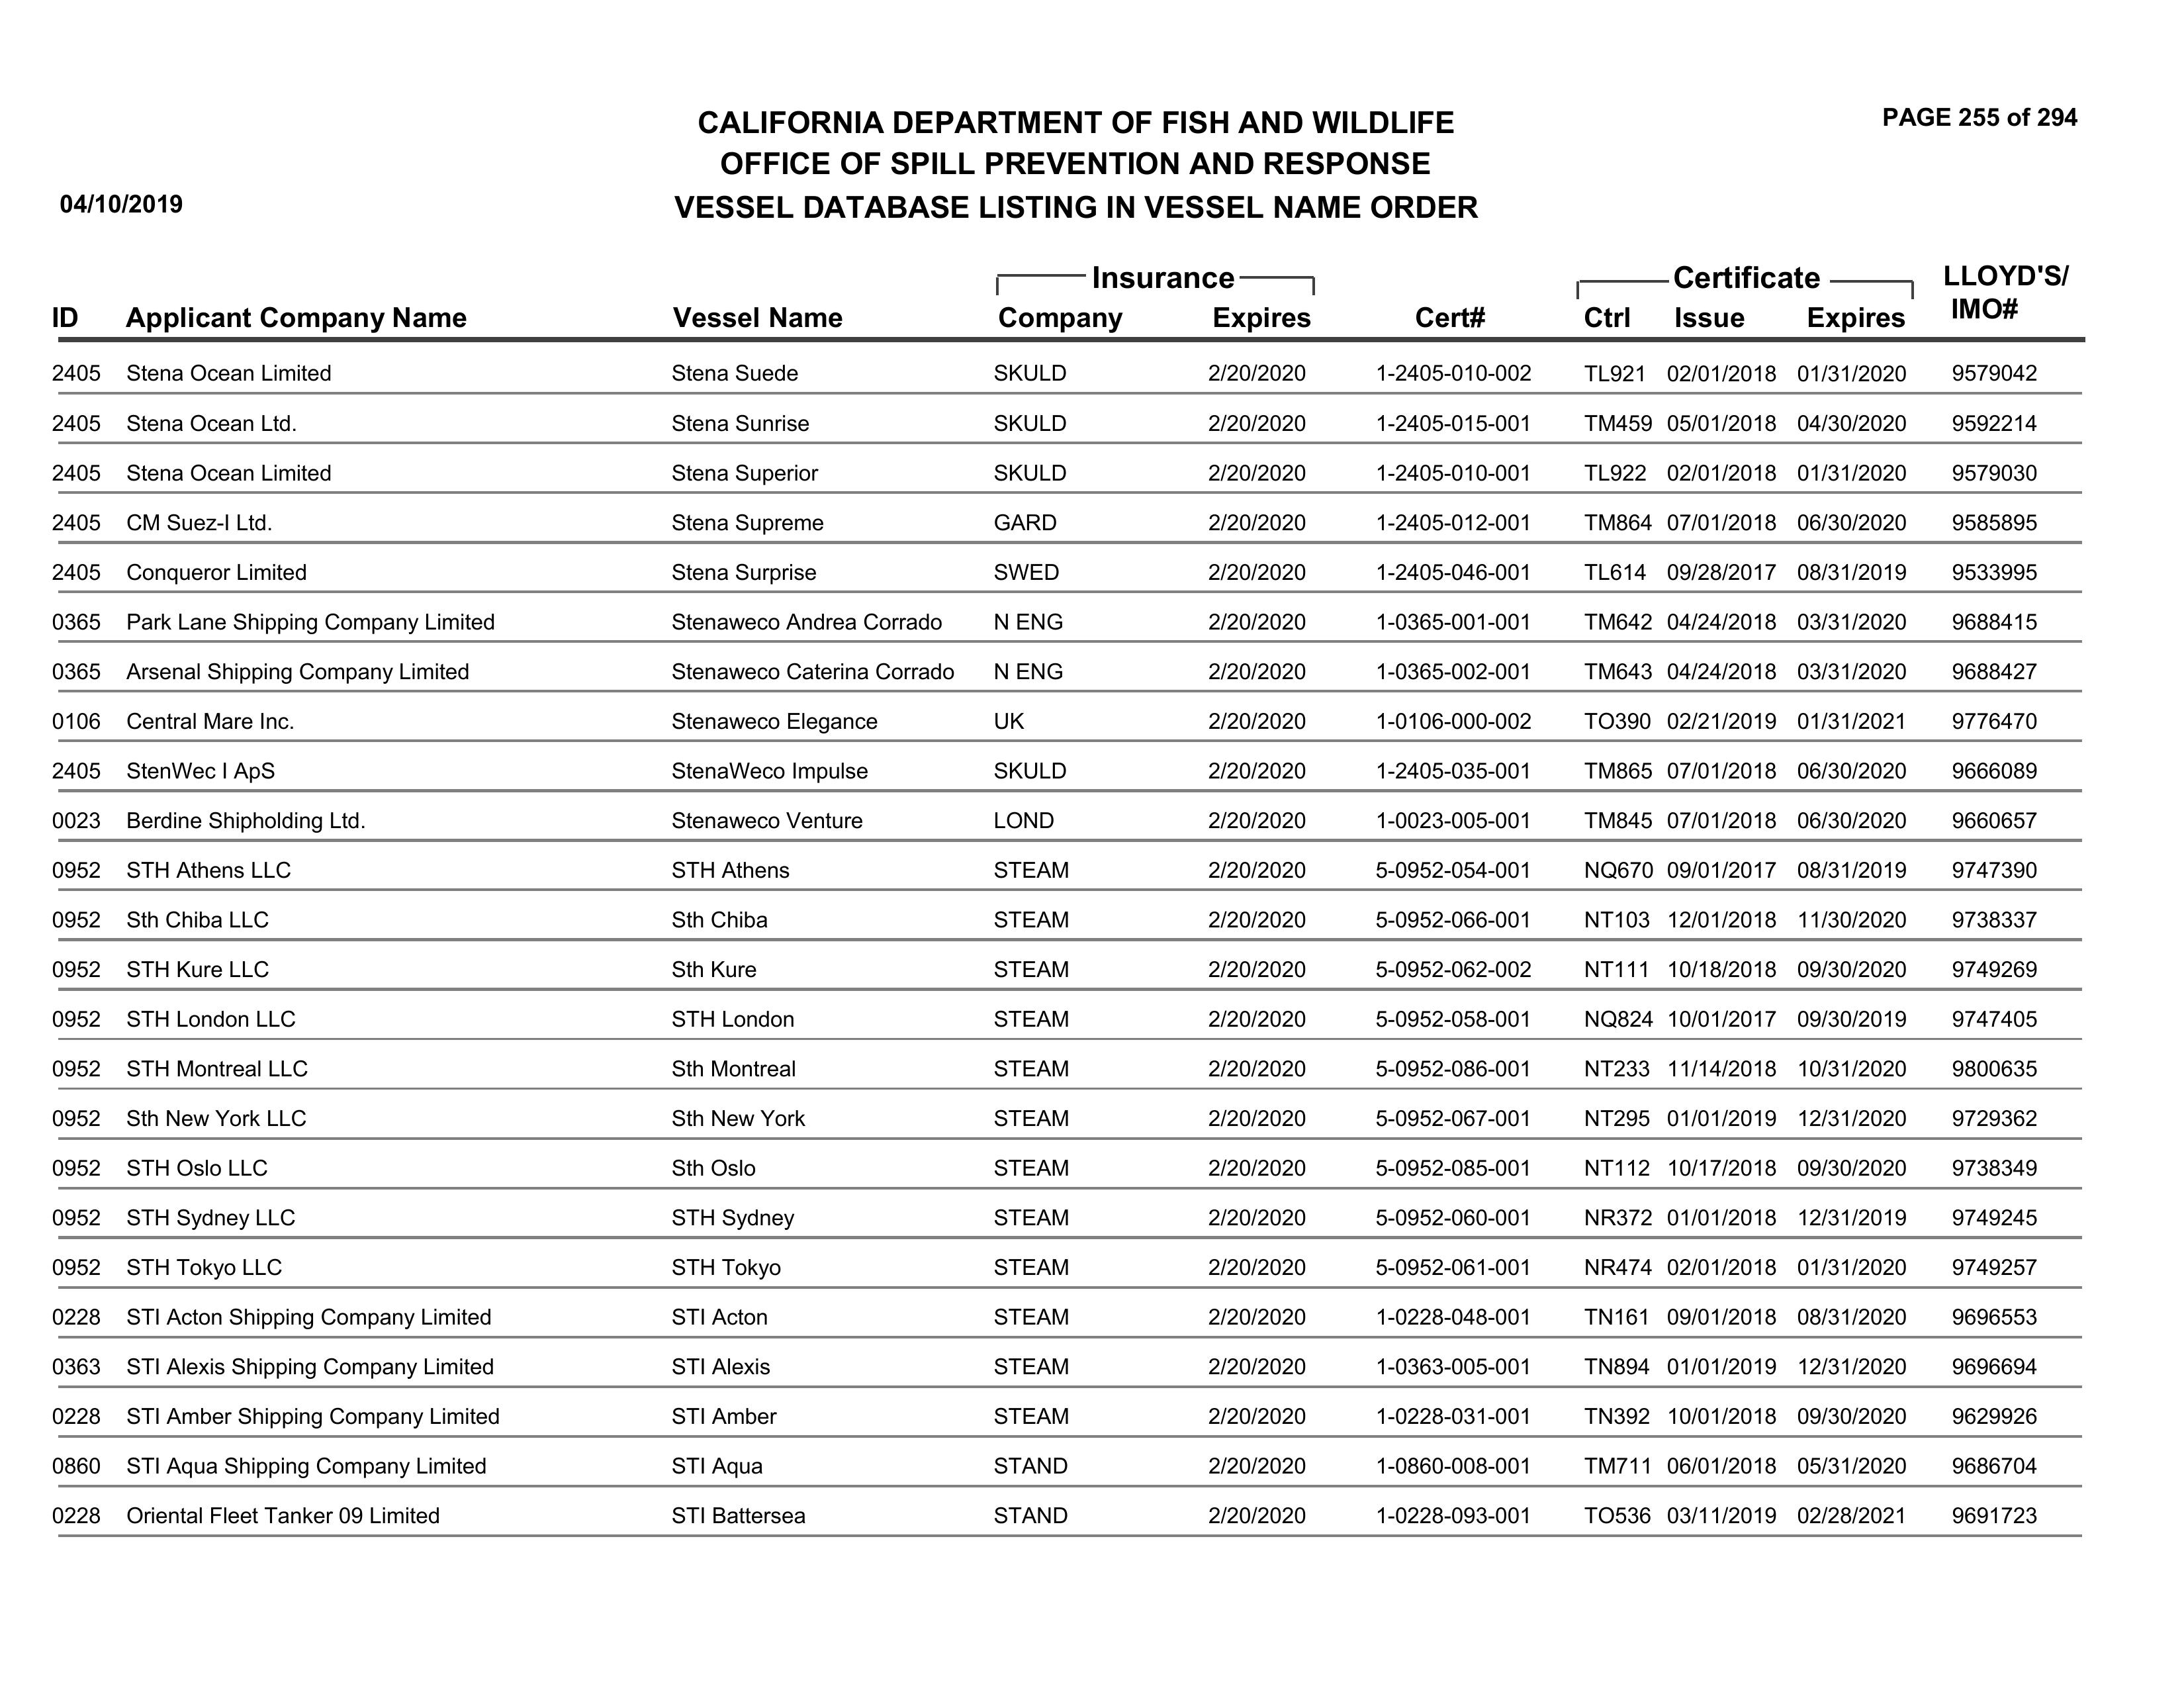 PAGE 255 of 294
CALIFORNIA DEPARTMENT OF FISH AND WILDLIFE
OFFICE OF SPILL PREVENTION AND RESPONSE
04/10/2019
VESSEL DATABASE LISTING IN VESSEL NAME ORDER
Insurance Certificate LLOYD'S/
ID Applicant Company Name Vessel Name Company Expires Cert# Ctrl Issue Expires IMO#
2405 Stena Ocean Limited Stena Suede SKULD 2/20/2020 1-2405-010-002 TL921 02/01/2018 01/31/2020 9579042
2405 Stena Ocean Ltd. Stena Sunrise SKULD 2/20/2020 1-2405-015-001 TM459 05/01/2018 04/30/2020 9592214
2405 Stena Ocean Limited Stena Superior SKULD 2/20/2020 1-2405-010-001 TL922 02/01/2018 01/31/2020 9579030
2405 CM Suez-I Ltd. Stena Supreme GARD 2/20/2020 1-2405-012-001 TM864 07/01/2018 06/30/2020 9585895
2405 Conqueror Limited Stena Surprise SWED 2/20/2020 1-2405-046-001 TL614 09/28/2017 08/31/2019 9533995
0365 Park Lane Shipping Company Limited Stenaweco Andrea Corrado N ENG 2/20/2020 1-0365-001-001 TM642 04/24/2018 03/31/2020 9688415
0365 Arsenal Shipping Company Limited Stenaweco Caterina Corrado N ENG 2/20/2020 1-0365-002-001 TM643 04/24/2018 03/31/2020 9688427
0106 Central Mare Inc. Stenaweco Elegance UK 2/20/2020 1-0106-000-002 TO390 02/21/2019 01/31/2021 9776470
2405 StenWec I ApS StenaWeco Impulse SKULD 2/20/2020 1-2405-035-001 TM865 07/01/2018 06/30/2020 9666089
0023 Berdine Shipholding Ltd. Stenaweco Venture LOND 2/20/2020 1-0023-005-001 TM845 07/01/2018 06/30/2020 9660657
0952 STH Athens LLC STH Athens STEAM 2/20/2020 5-0952-054-001 NQ670 09/01/2017 08/31/2019 9747390
0952 Sth Chiba LLC Sth Chiba STEAM 2/20/2020 5-0952-066-001 NT103 12/01/2018 11/30/2020 9738337
0952 STH Kure LLC Sth Kure STEAM 2/20/2020 5-0952-062-002 NT111 10/18/2018 09/30/2020 9749269
0952 STH London LLC STH London STEAM 2/20/2020 5-0952-058-001 NQ824 10/01/2017 09/30/2019 9747405
0952 STH Montreal LLC Sth Montreal STEAM 2/20/2020 5-0952-086-001 NT233 11/14/2018 10/31/2020 9800635
0952 Sth New York LLC Sth New York STEAM 2/20/2020 5-0952-067-001 NT295 01/01/2019 12/31/2020 9729362
0952 STH Oslo LLC Sth Oslo STEAM 2/20/2020 5-0952-085-001 NT112 10/17/2018 09/30/2020 9738349
0952 STH Sydney LLC STH Sydney STEAM 2/20/2020 5-0952-060-001 NR372 01/01/2018 12/31/2019 9749245
0952 STH Tokyo LLC STH Tokyo STEAM 2/20/2020 5-0952-061-001 NR474 02/01/2018 01/31/2020 9749257
0228 STI Acton Shipping Company Limited STI Acton STEAM 2/20/2020 1-0228-048-001 TN161 09/01/2018 08/31/2020 9696553
0363 STI Alexis Shipping Company Limited STI Alexis STEAM 2/20/2020 1-0363-005-001 TN894 01/01/2019 12/31/2020 9696694
0228 STI Amber Shipping Company Limited STI Amber STEAM 2/20/2020 1-0228-031-001 TN392 10/01/2018 09/30/2020 9629926
0860 STI Aqua Shipping Company Limited STI Aqua STAND 2/20/2020 1-0860-008-001 TM711 06/01/2018 05/31/2020 9686704
0228 Oriental Fleet Tanker 09 Limited STI Battersea STAND 2/20/2020 1-0228-093-001 TO536 03/11/2019 02/28/2021 9691723